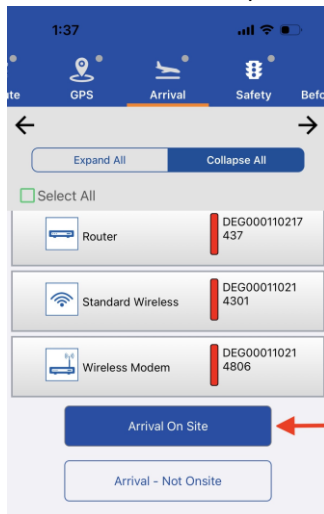 1:37
te
GPS
Arrival
Safety
Befo
Expand All
Collapse All
Select All
Router
DEG000110217
437
Standard Wireless
DEG00011021
4301
Wireless Modem
DEG00011021
4806
Arrival On Site
Arrival - Not Onsite